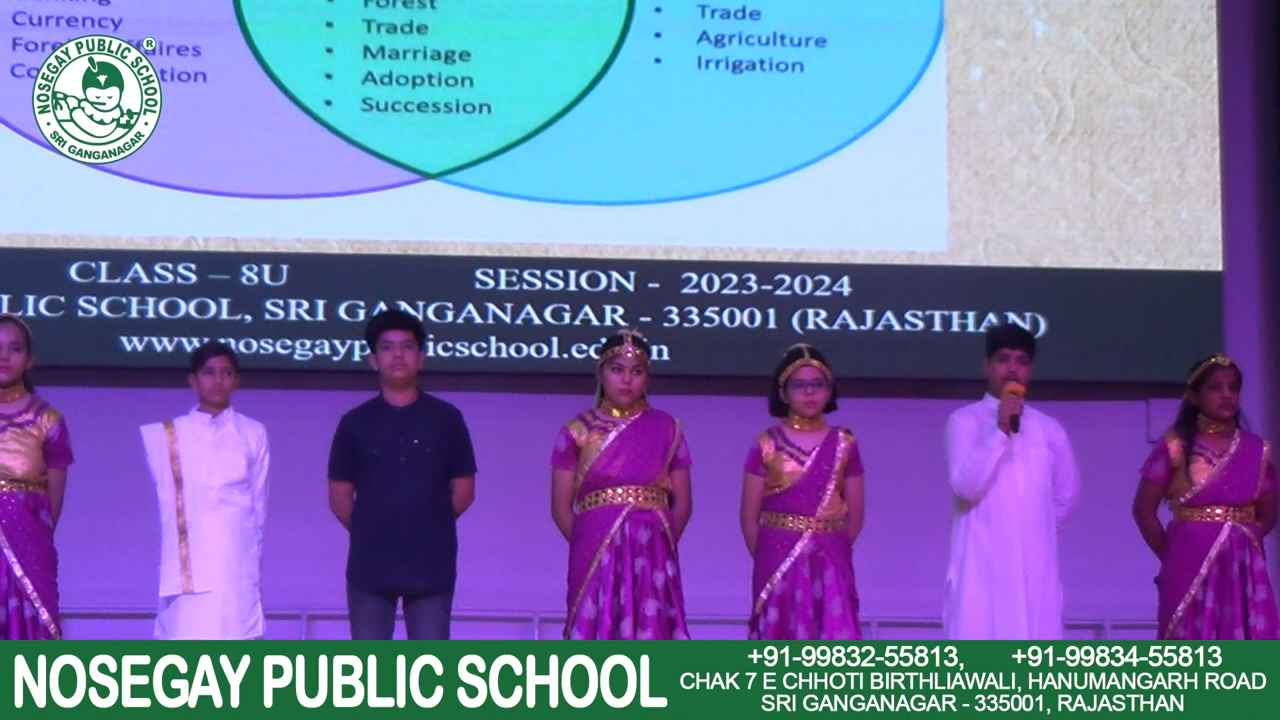 Currency
Forest
Trade
Marriage
Adoption
Succession
Trade
Agriculture
Irrigation
NOSEGAY PUBLIC SCHOOL
®
SRI GANGANAGAR
CLASS – 8U SESSION - 2023-2024
LIC SCHOOL, SRI GANGANAGAR - 335001 (RAJASTHAN)
NOSEGAY PUBLIC SCHOOL
+91-99832-55813, +91-99834-55813
CHAK 7 E CHHOTI BIRTHLIAWALI, HANUMANGARH ROAD
SRI GANGANAGAR - 335001, RAJASTHAN